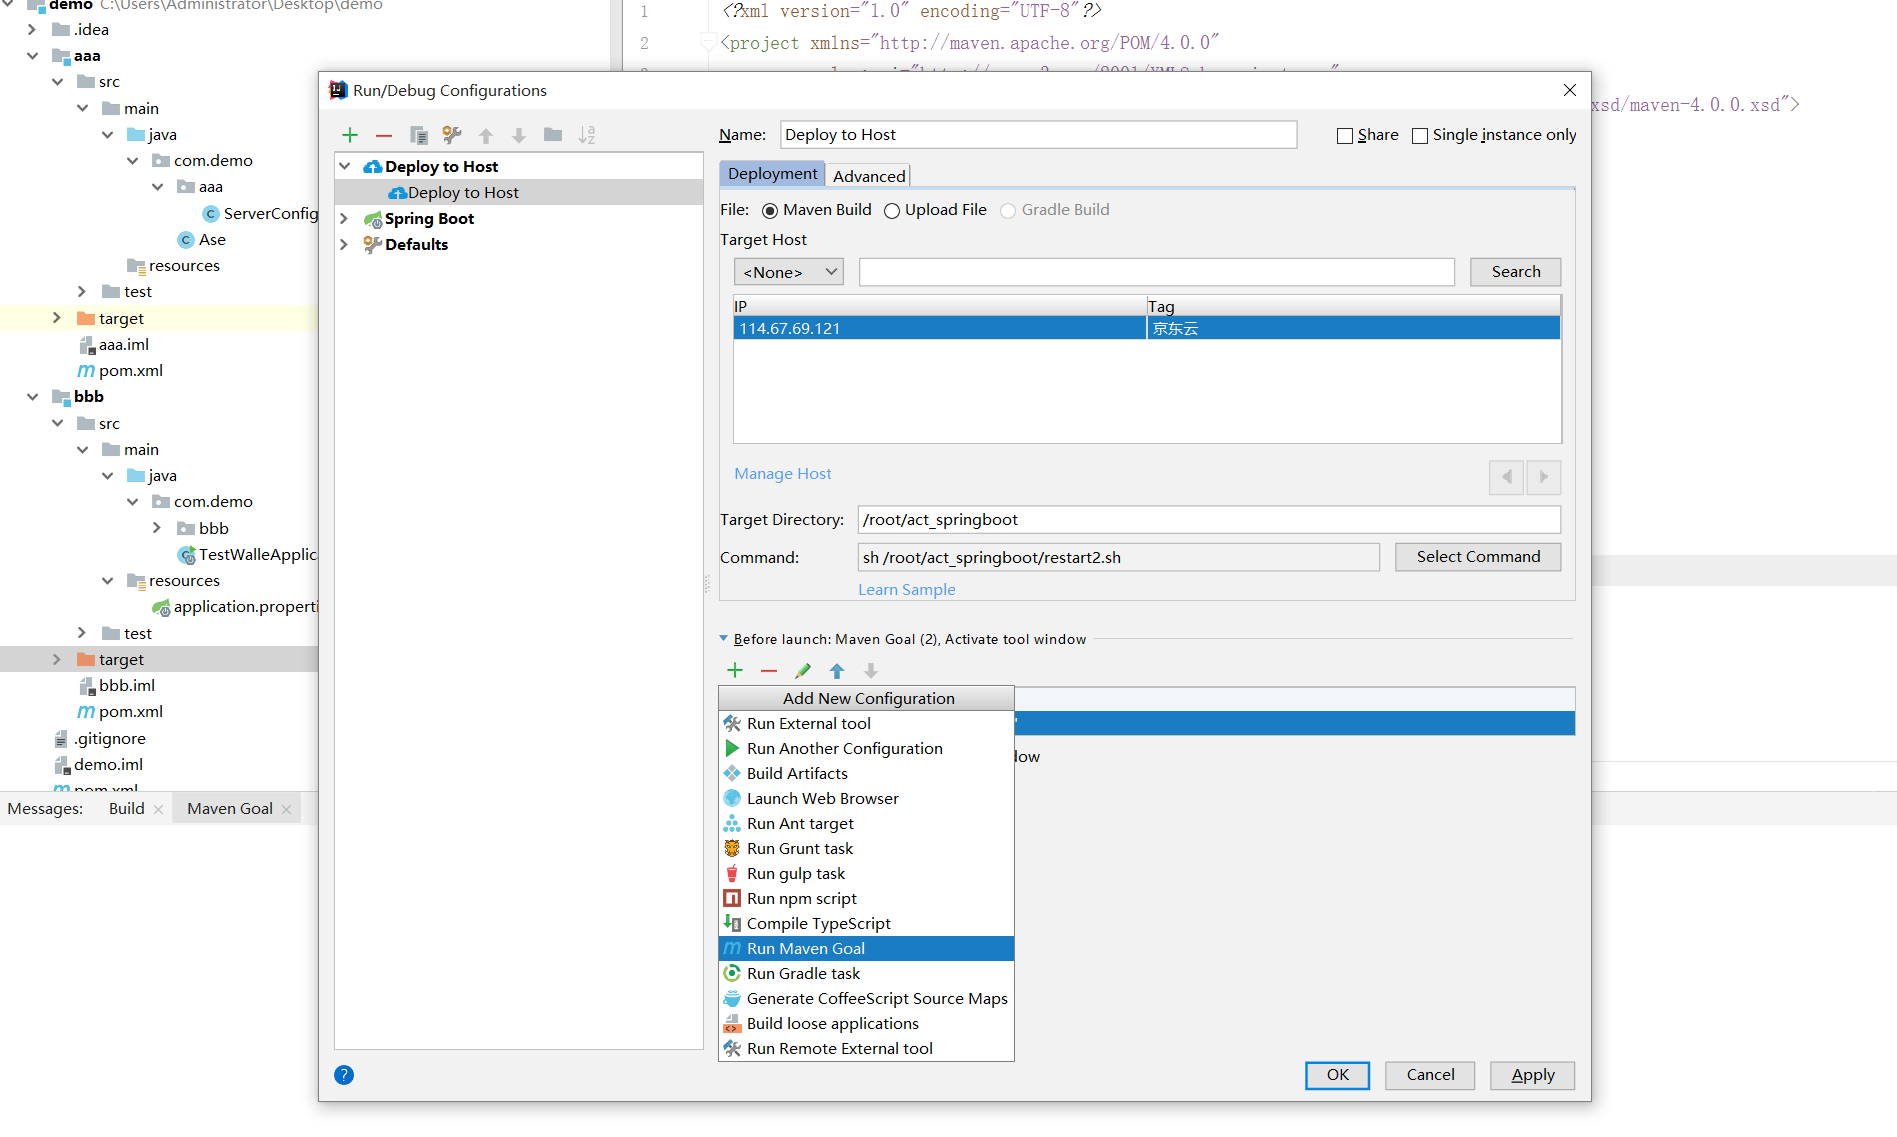 demo C:\Users\Administrator\Desktop\demo
.idea
aaa
src
main
java
com.demo
aaa
ServerConfig
Ase
resources
test
target
aaa.iml
pom.xml
bbb
src
main
java
com.demo
bbb
TestWalleApplic
resources
application.properti
test
target
bbb.iml
pom.xml
.gitignore
demo.iml
pom.xml
Messages: Build Maven Goal
1 <?xml version="1.0" encoding="UTF-8"?>
2 <project xmlns="http://maven.apache.org/POM/4.0.0"
xsd/maven-4.0.0.xsd">
Run/Debug Configurations
Deploy to Host
Deploy to Host
Spring Boot
Defaults
Name: Deploy to Host Share Single instance only
Deployment Advanced
File: Maven Build Upload File Gradle Build
Target Host
<None> Search
IP Tag
114.67.69.121 京东云
Manage Host
Target Directory: /root/act_springboot
Command: sh /root/act_springboot/restart2.sh Select Command
Learn Sample
Before launch: Maven Goal (2), Activate tool window
Add New Configuration
Run External tool
Run Another Configuration
dow
Build Artifacts
Launch Web Browser
Run Ant target
Run Grunt task
Run gulp task
Run npm script
Compile TypeScript
Run Maven Goal
Run Gradle task
Generate CoffeeScript Source Maps
Build loose applications
Run Remote External tool
? OK Cancel Apply